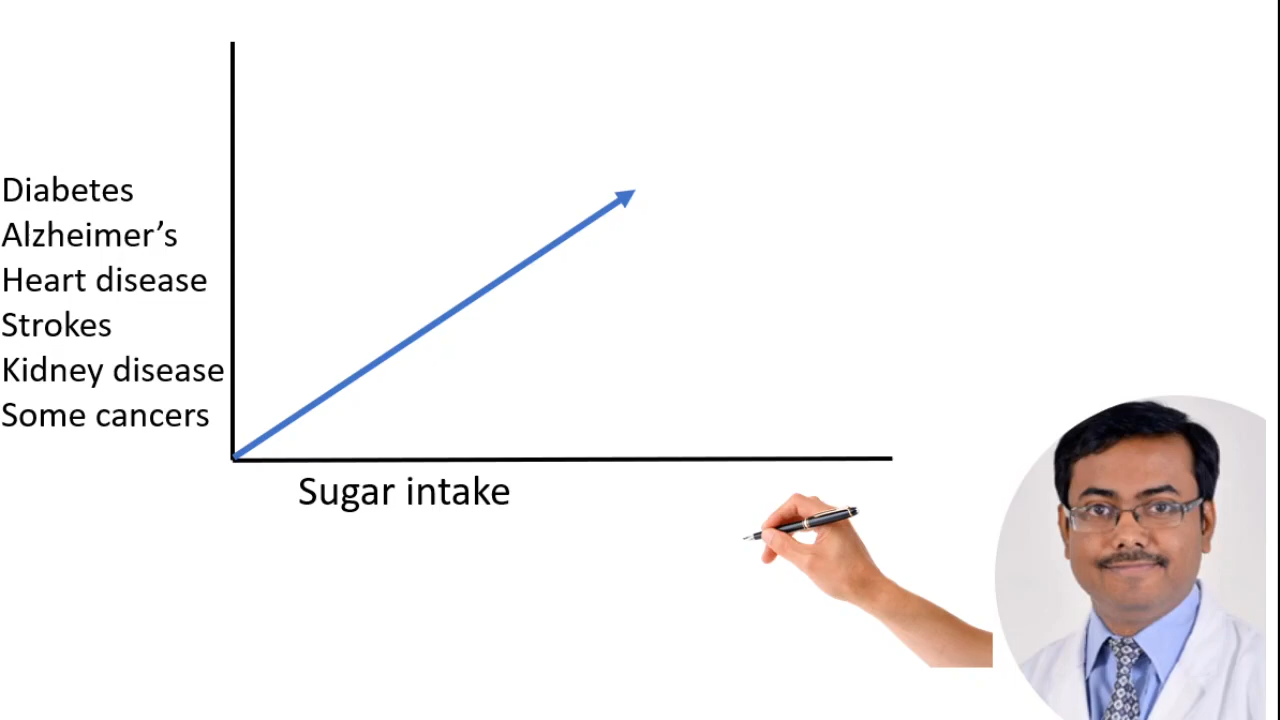 Diabetes
Alzheimer’s
Heart disease
Strokes
Kidney disease
Some cancers
Sugar intake